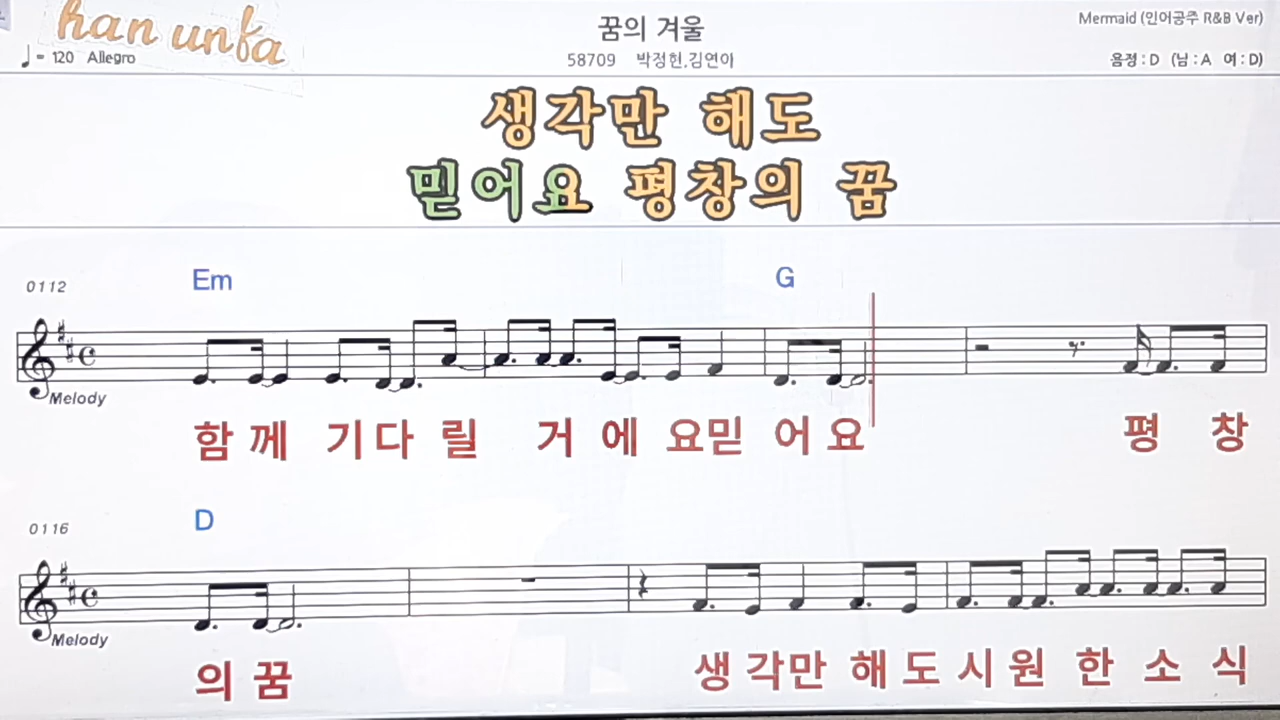 han unfa
꿈의 겨울
Mermaid (인어공주 R&B Ver)
♩= 120 Allegro
58709 박정현,김연아
음정 : D (남 : A 여 : D)
생각만 해도
믿어요 평창의 꿈
0112 Em G
Melody
함 께 기 다 릴 거 에 요 믿 어 요 평 창
0116 D
Melody
의 꿈 생 각 만 해 도 시 원 한 소 식